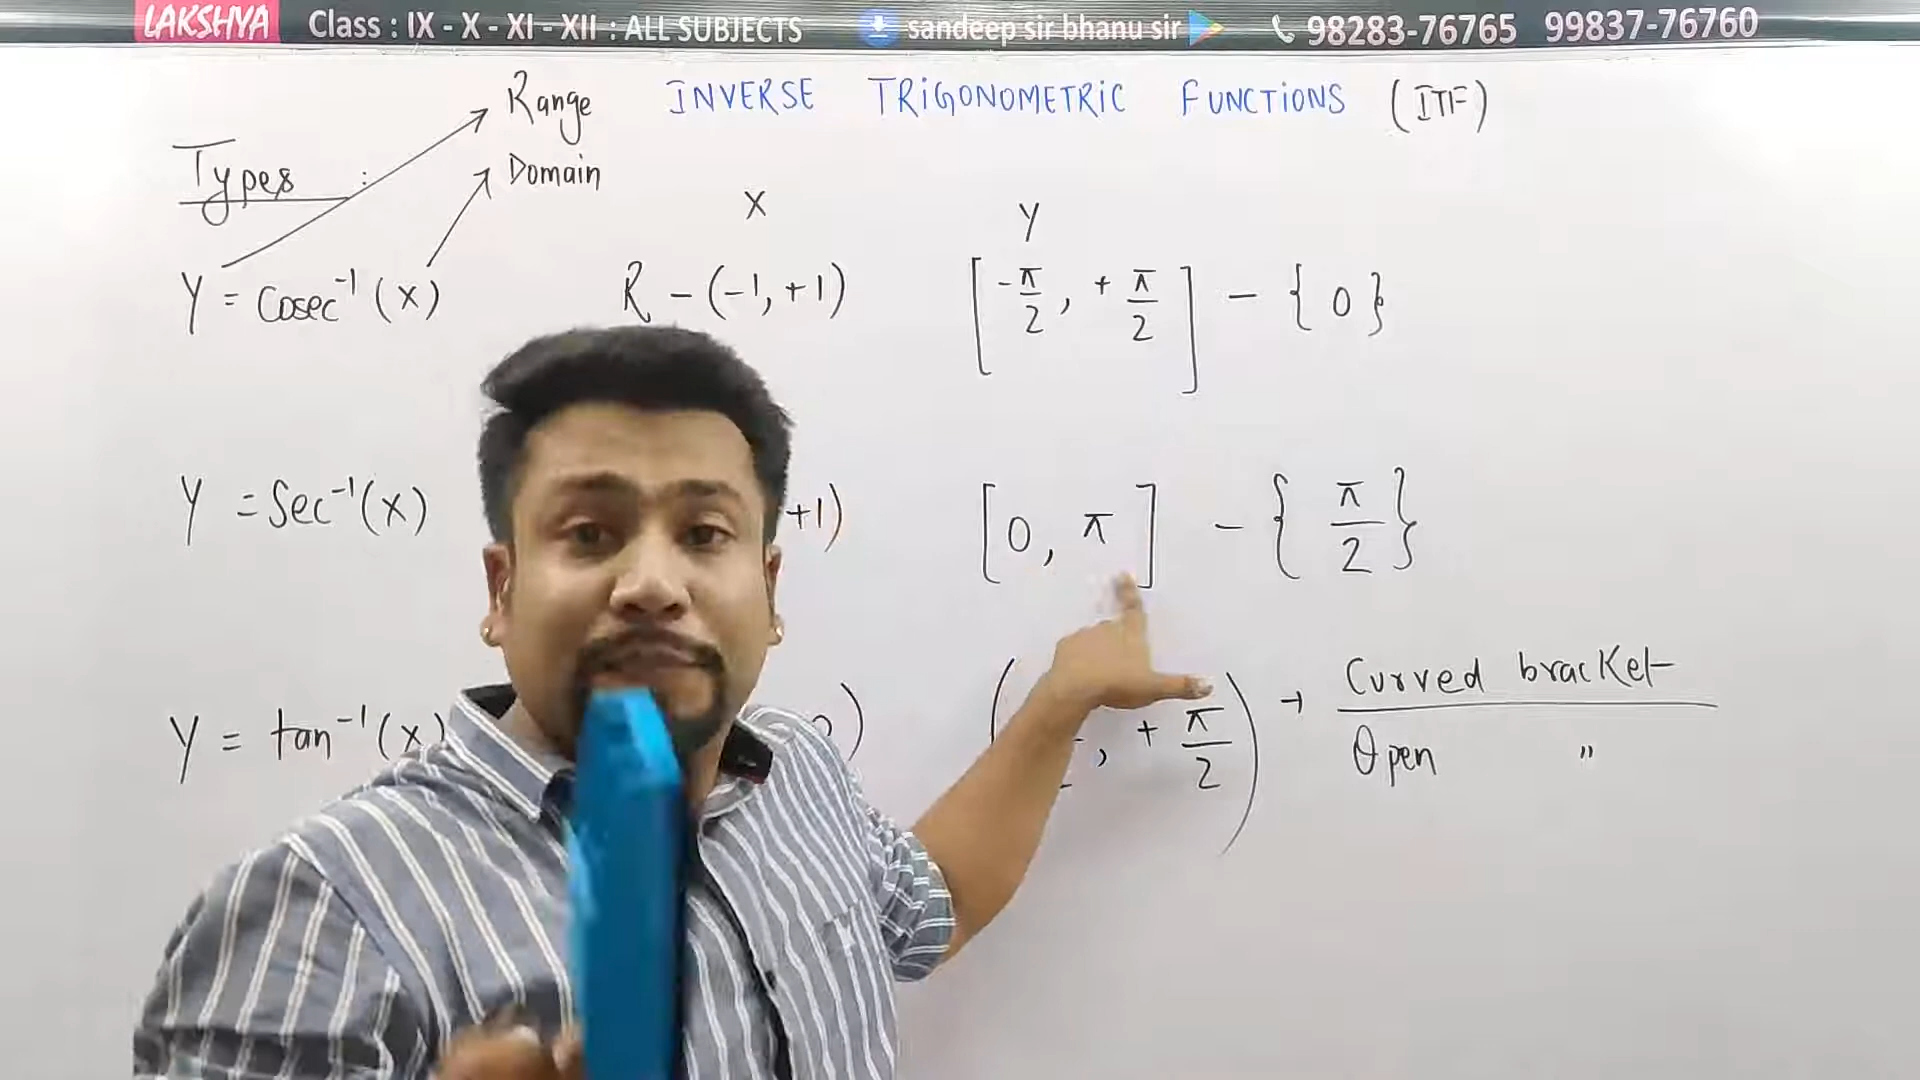 LAKSHYA Class : IX - X - XI - XII : ALL SUBJECTS sandeep sir bhanu sir 98283-76765 99837-76760
Range INVERSE TRIGONOMETRIC FUNCTIONS (ITF)
Types :
Domain
X Y
Y = Cosec⁻¹ (x) R - (-1, +1) [-π/2, +π/2] - {0}
Y = Sec⁻¹(x) +1) [0, π] - {π/2}
Y = tan⁻¹(x) ) ( , + π/2) → Curved bracket
Open "